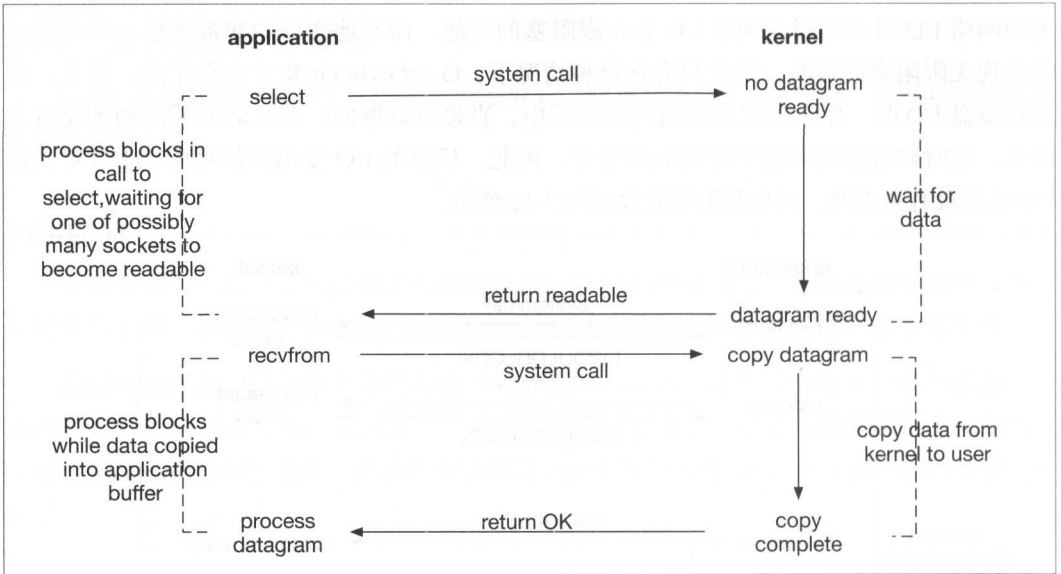 application
kernel
select
system call
no datagram
ready
process blocks in
call to
select,waiting for
one of possibly
many sockets to
become readable
wait for
data
return readable
datagram ready
recvfrom
system call
copy datagram
process blocks
while data copied
into application
buffer
copy data from
kernel to user
process
datagram
return OK
copy
complete